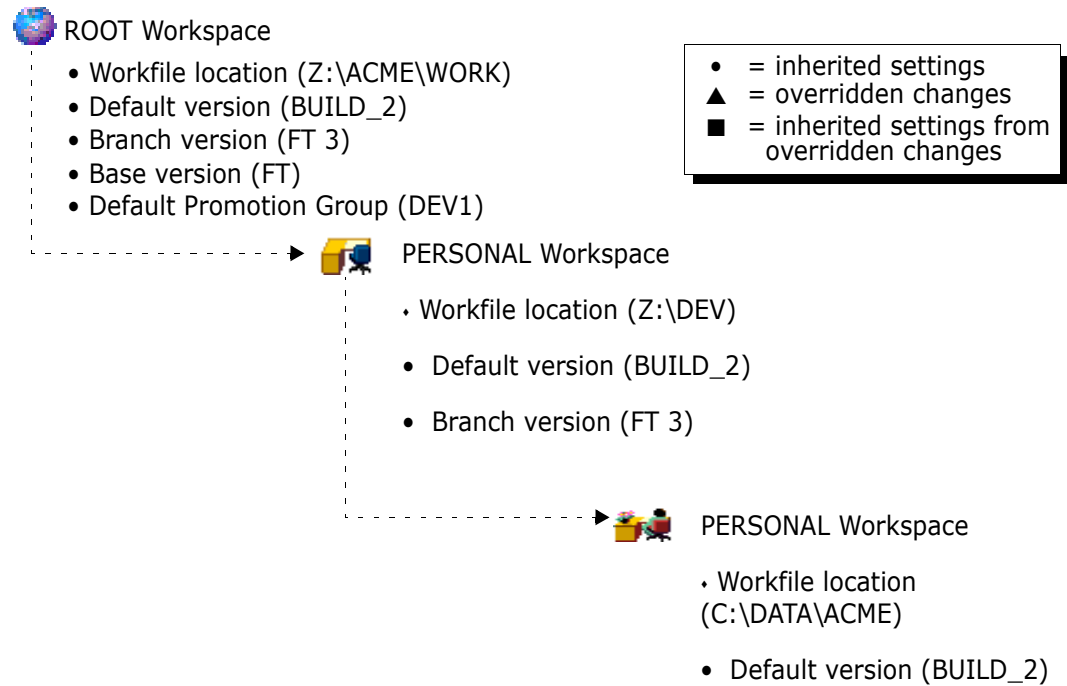 ROOT Workspace
• Workfile location (Z:\ACME\WORK)
• Default version (BUILD_2)
• Branch version (FT 3)
• Base version (FT)
• Default Promotion Group (DEV1)
• = inherited settings
▲ = overridden changes
■ = inherited settings from
overridden changes
PERSONAL Workspace
⬧ Workfile location (Z:\DEV)
• Default version (BUILD_2)
• Branch version (FT 3)
PERSONAL Workspace
⬧ Workfile location
(C:\DATA\ACME)
• Default version (BUILD_2)